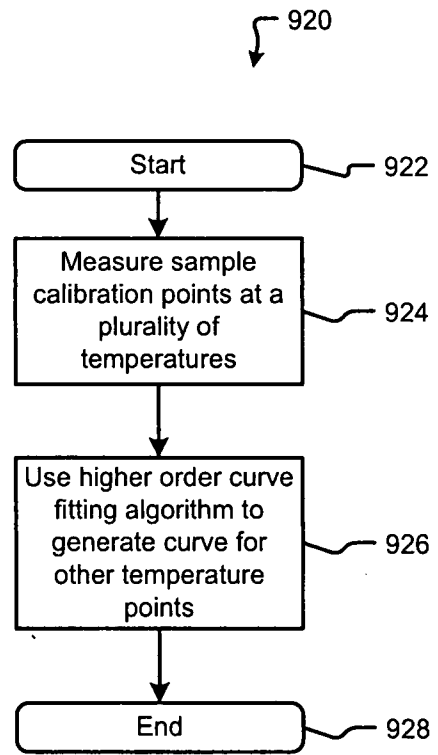 920
Start
922
Measure sample
calibration points at a
plurality of
temperatures
924
Use higher order curve
fitting algorithm to
generate curve for
other temperature
points
926
End
928